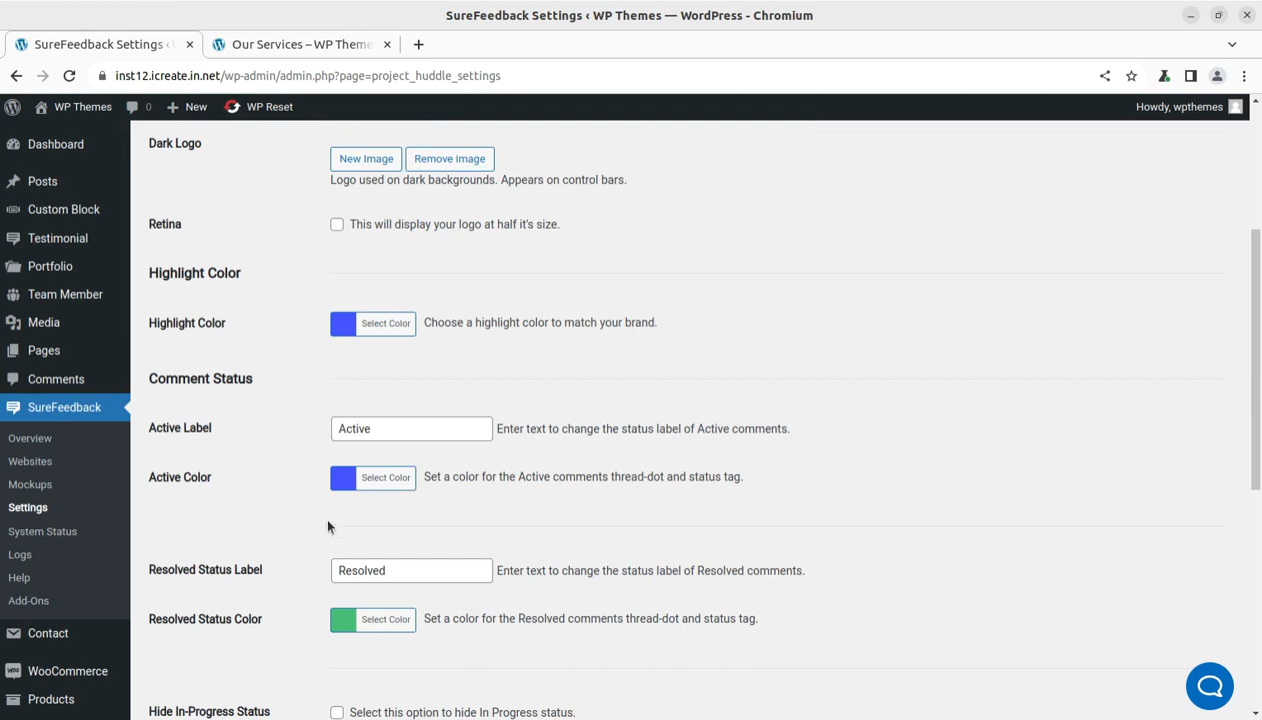 SureFeedback Settings ‹ WP Themes — WordPress - Chromium
SureFeedback Settings ‹
Our Services – WP Theme
inst12.icreate.in.net/wp-admin/admin.php?page=project_huddle_settings
WP Themes
0
New
WP Reset
Howdy, wpthemes
Dashboard
Posts
Custom Block
Testimonial
Portfolio
Team Member
Media
Pages
Comments
SureFeedback
Overview
Websites
Mockups
Settings
System Status
Logs
Help
Add-Ons
Contact
WooCommerce
Products
Dark Logo
New Image
Remove image
Logo used on dark backgrounds. Appears on control bars.
Retina
This will display your logo at half it's size.
Highlight Color
Highlight Color
Select Color
Choose a highlight color to match your brand.
Comment Status
Active Label
Active
Enter text to change the status label of Active comments.
Active Color
Select Color
Set a color for the Active comments thread-dot and status tag.
Resolved Status Label
Resolved
Enter text to change the status label of Resolved comments.
Resolved Status Color
Select Color
Set a color for the Resolved comments thread-dot and status tag.
Hide In-Progress Status
Select this option to hide In Progress status.